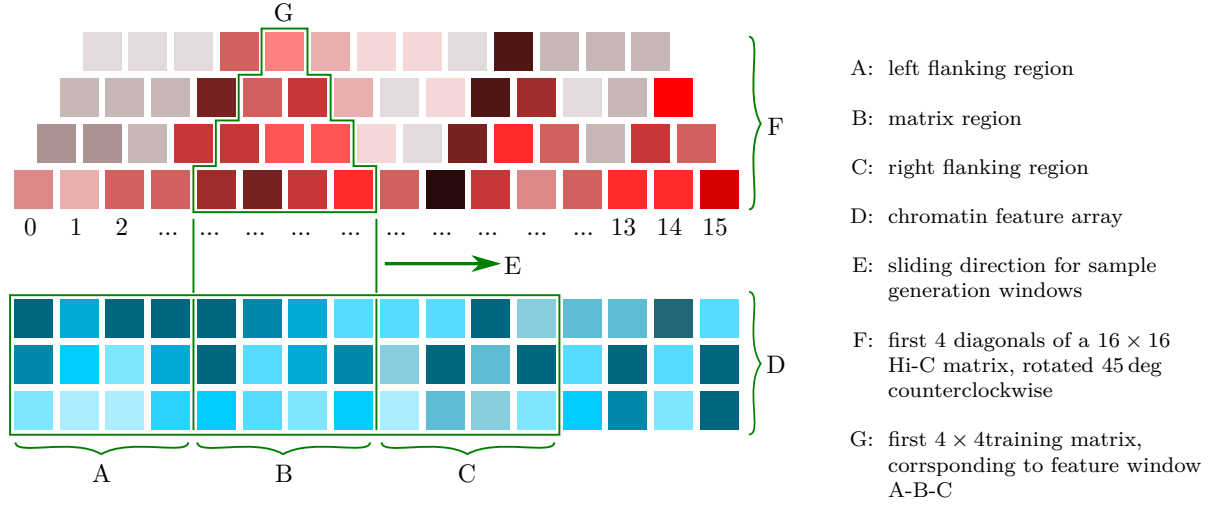 G
F
0 1 2 ... ... ... ... ... ... ... ... ... ... 13 14 15
E
D
A B C
A: left flanking region
B: matrix region
C: right flanking region
D: chromatin feature array
E: sliding direction for sample
generation windows
F: first 4 diagonals of a 16 × 16
Hi-C matrix, rotated 45 deg
counterclockwise
G: first 4 × 4training matrix,
corrsponding to feature window
A-B-C